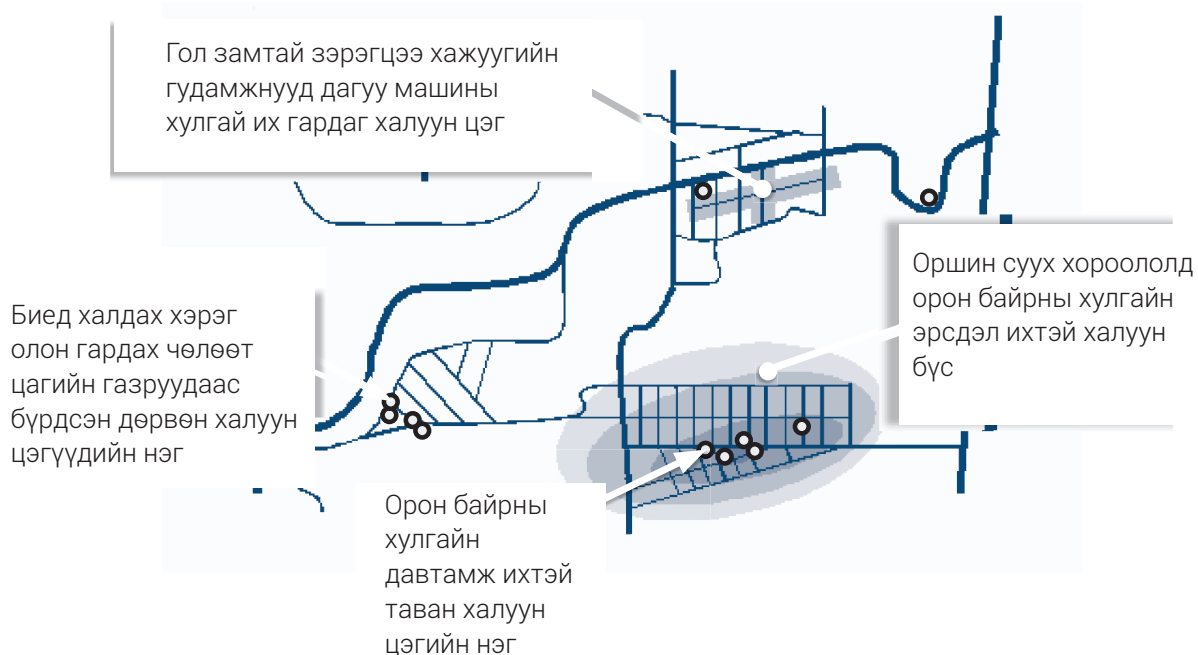 Гол замтай зэрэгцээ хажуугийн
гудамжнууд дагуу машины
хулгай их гардаг халуун цэг
Оршин суух хороололд
орон байрны хулгайн
эрсдэл ихтэй халуун
бүс
Биед халдах хэрэг
олон гардах чөлөөт
цагийн газруудаас
бүрдсэн дөрвөн халуун
цэгүүдийн нэг
Орон байрны
хулгайн
давтамж ихтэй
таван халуун
цэгийн нэг